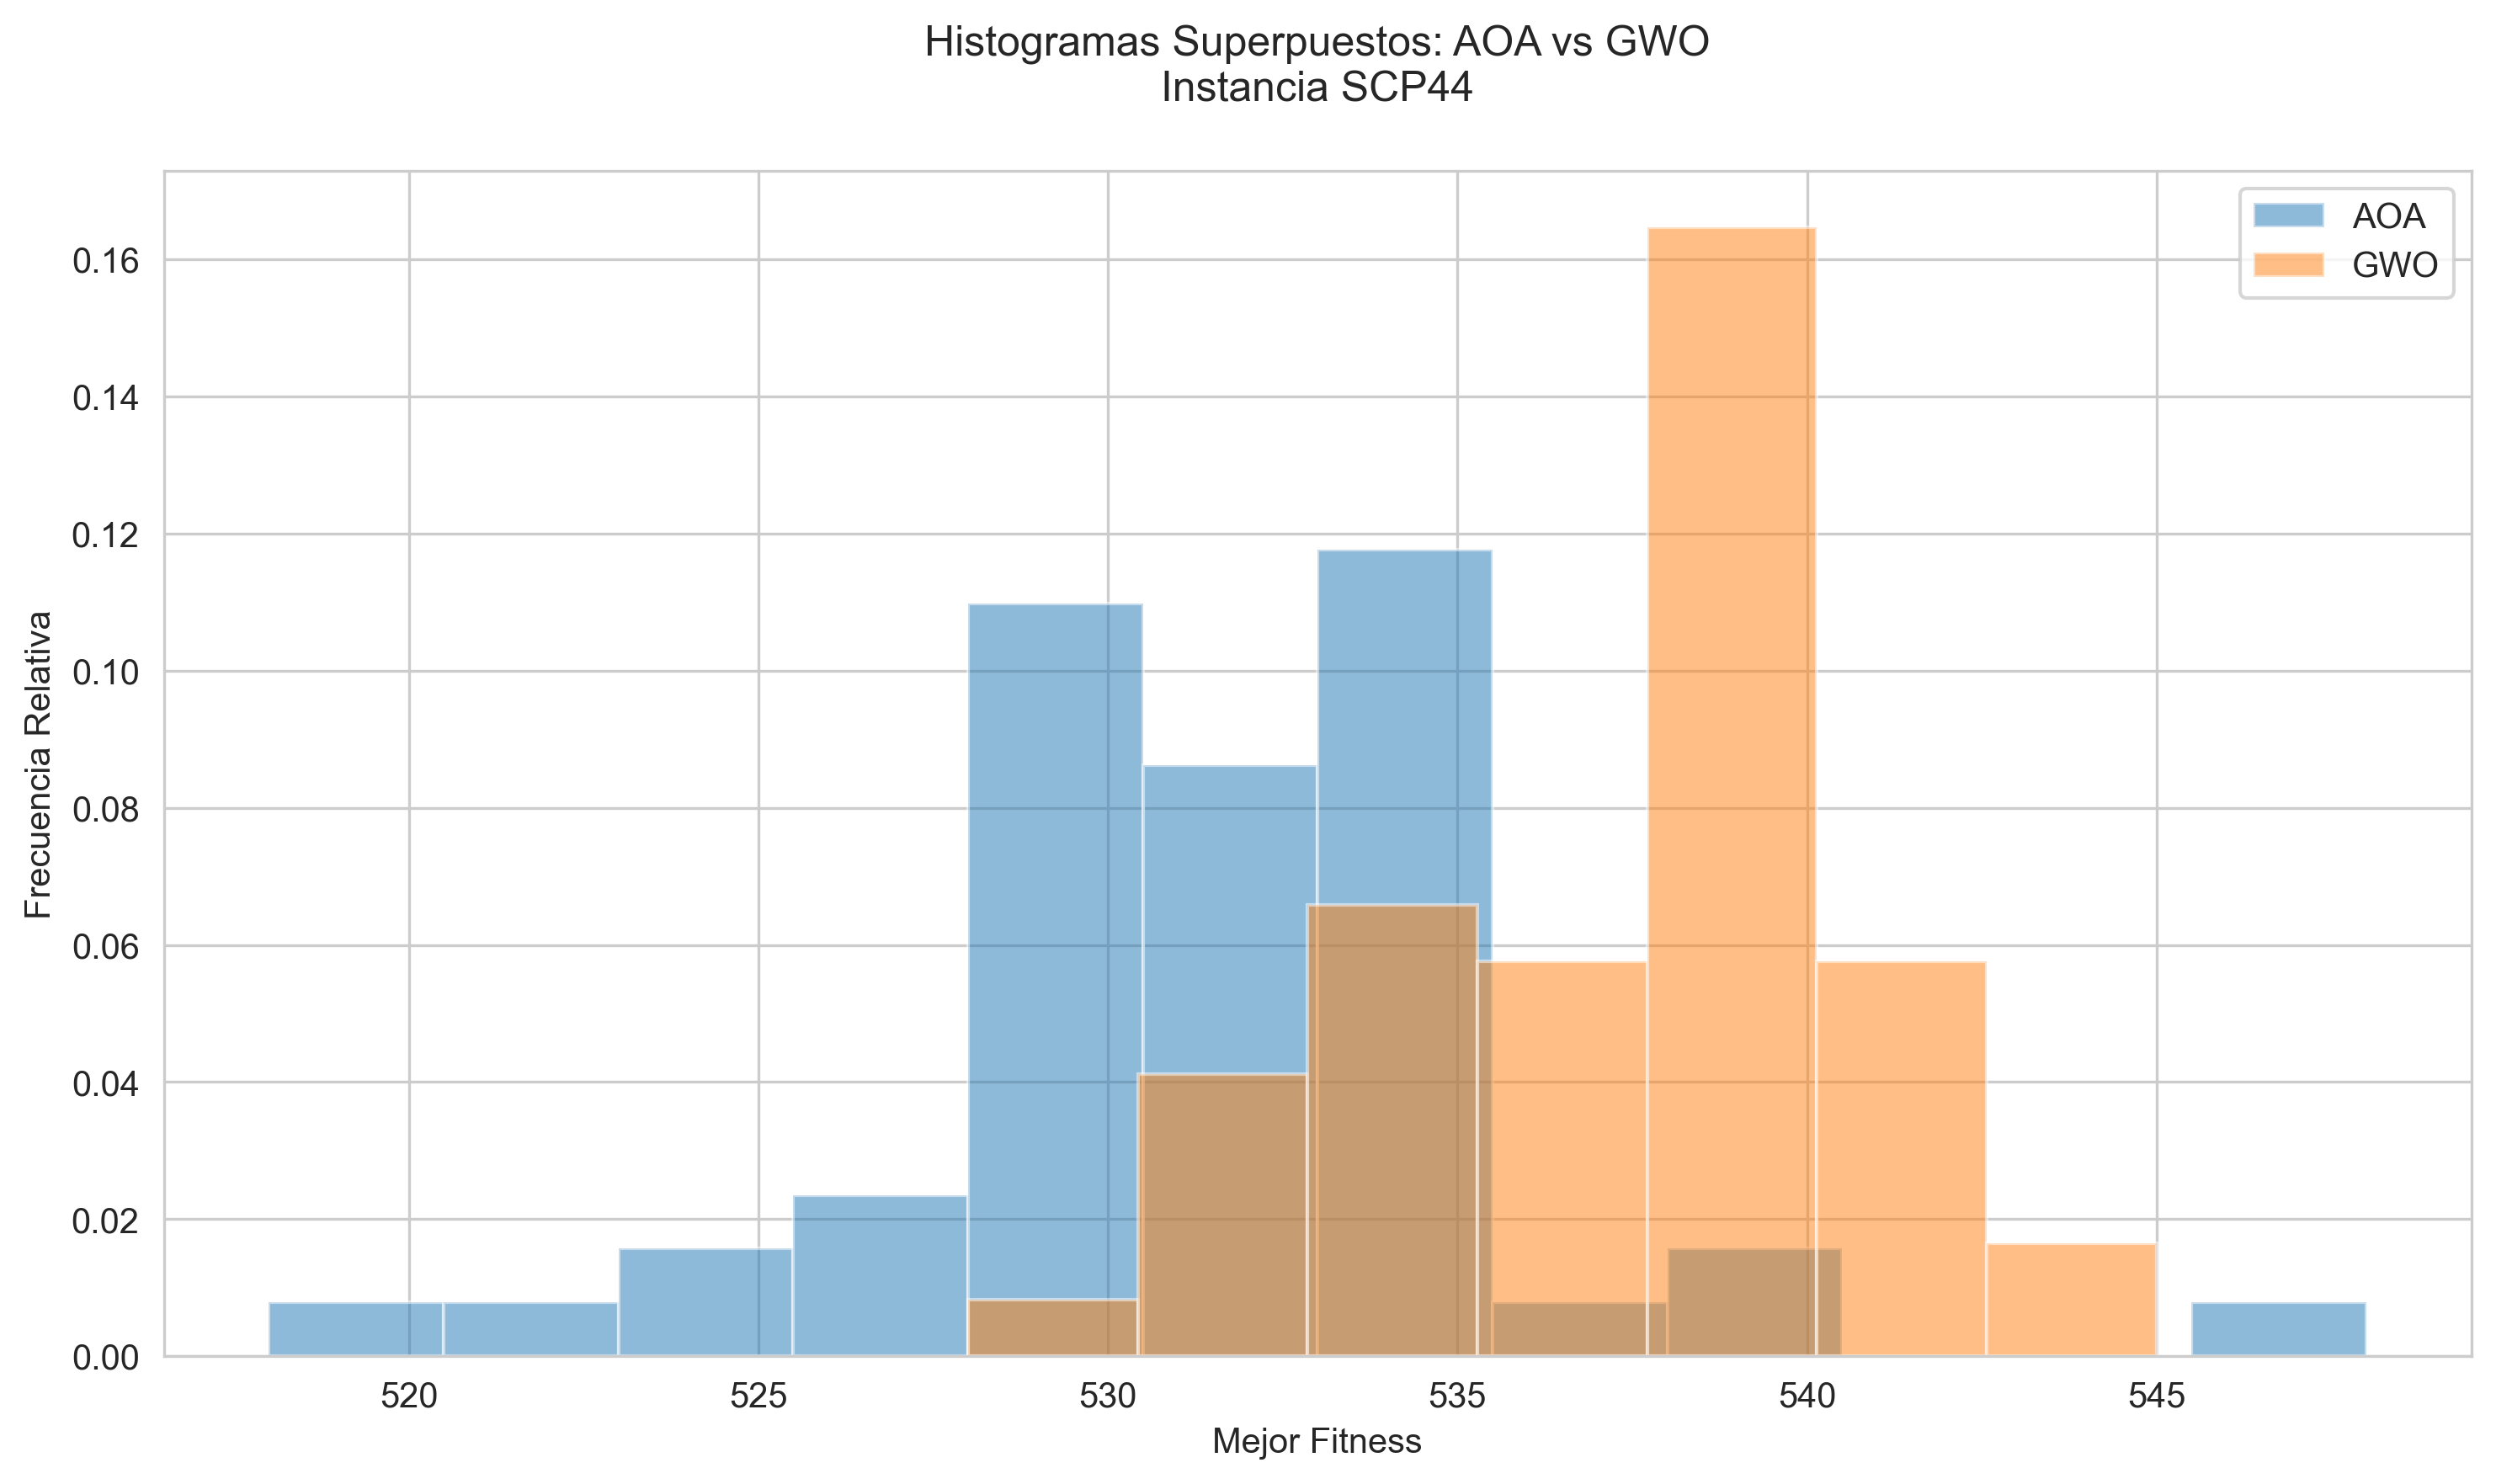 Histogramas Superpuestos: AOA vs GWO
Instancia SCP44
AOA
GWO
0.16
0.14
0.12
0.10
0.08
0.06
0.04
0.02
0.00
Frecuencia Relativa
520
525
530
535
540
545
Mejor Fitness